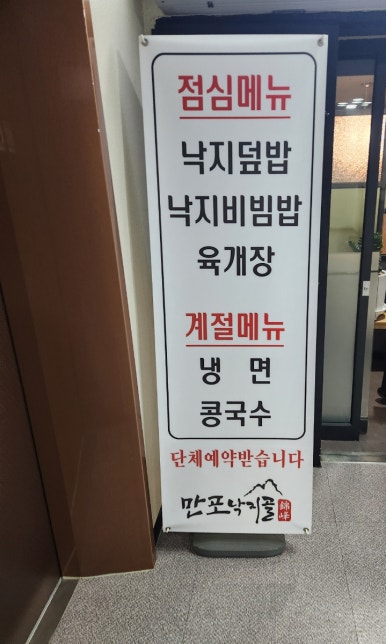 점심메뉴
낙지덮밥
낙지비빔밥
육개장
계절메뉴
냉 면
콩국수
단체예약받습니다
만포낙지골